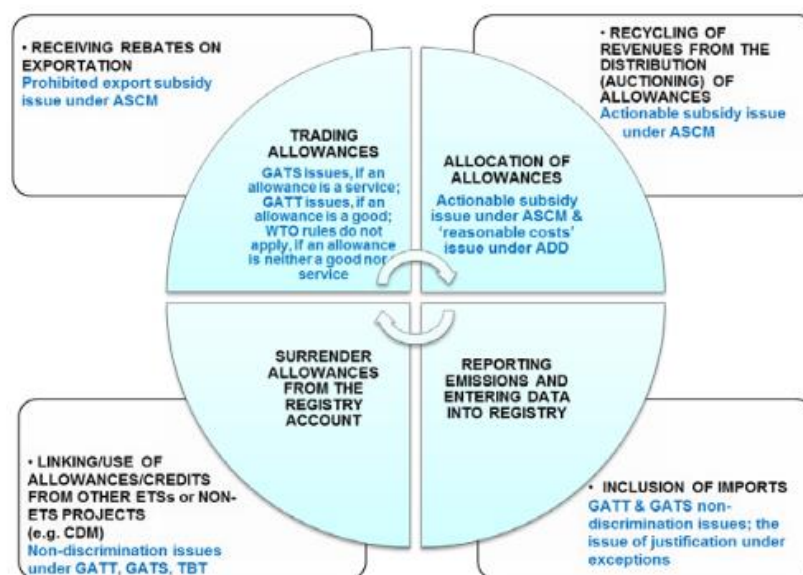 • RECEIVING REBATES ON
EXPORTATION
Prohibited export subsidy
issue under ASCM
• RECYCLING OF
REVENUES FROM THE
DISTRIBUTION
(AUCTIONING) OF
ALLOWANCES
Actionable subsidy issue
under ASCM
TRADING
ALLOWANCES
GATS issues, if an
allowance is a service;
GATT issues, if an
allowance is a good;
WTO rules do not
apply, if an allowance
is neither a good nor
service
ALLOCATION OF
ALLOWANCES
Actionable subsidy
issue under ASCM &
‘reasonable costs’
issue under ADD
SURRENDER
ALLOWANCES
FROM THE
REGISTRY
ACCOUNT
REPORTING
EMISSIONS AND
ENTERING DATA
INTO REGISTRY
• LINKING/USE OF
ALLOWANCES/CREDITS
FROM OTHER ETSs or NON-
ETS PROJECTS
(e.g. CDM)
Non-discrimination issues
under GATT, GATS, TBT
• INCLUSION OF IMPORTS
GATT & GATS non-
discrimination issues; the
issue of justification under
exceptions